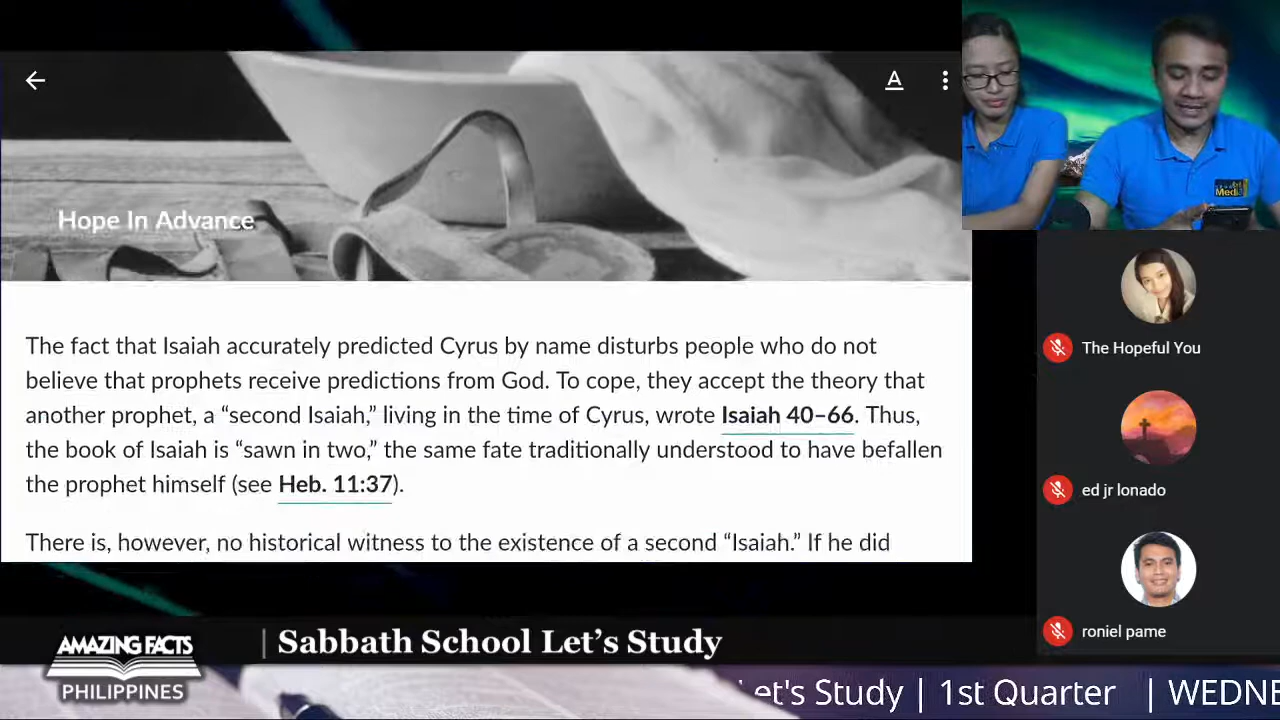 A
Hope In Advance
The fact that Isaiah accurately predicted Cyrus by name disturbs people who do not
believe that prophets receive predictions from God. To cope, they accept the theory that
another prophet, a “second Isaiah,” living in the time of Cyrus, wrote Isaiah 40–66. Thus,
the book of Isaiah is “sawn in two,” the same fate traditionally understood to have befallen
the prophet himself (see Heb. 11:37).
There is, however, no historical witness to the existence of a second “Isaiah.” If he did
The Hopeful You
ed jr lonado
roniel pame
AMAZING FACTS
PHILIPPINES
| Sabbath School Let’s Study
et's Study | 1st Quarter | WEDNE